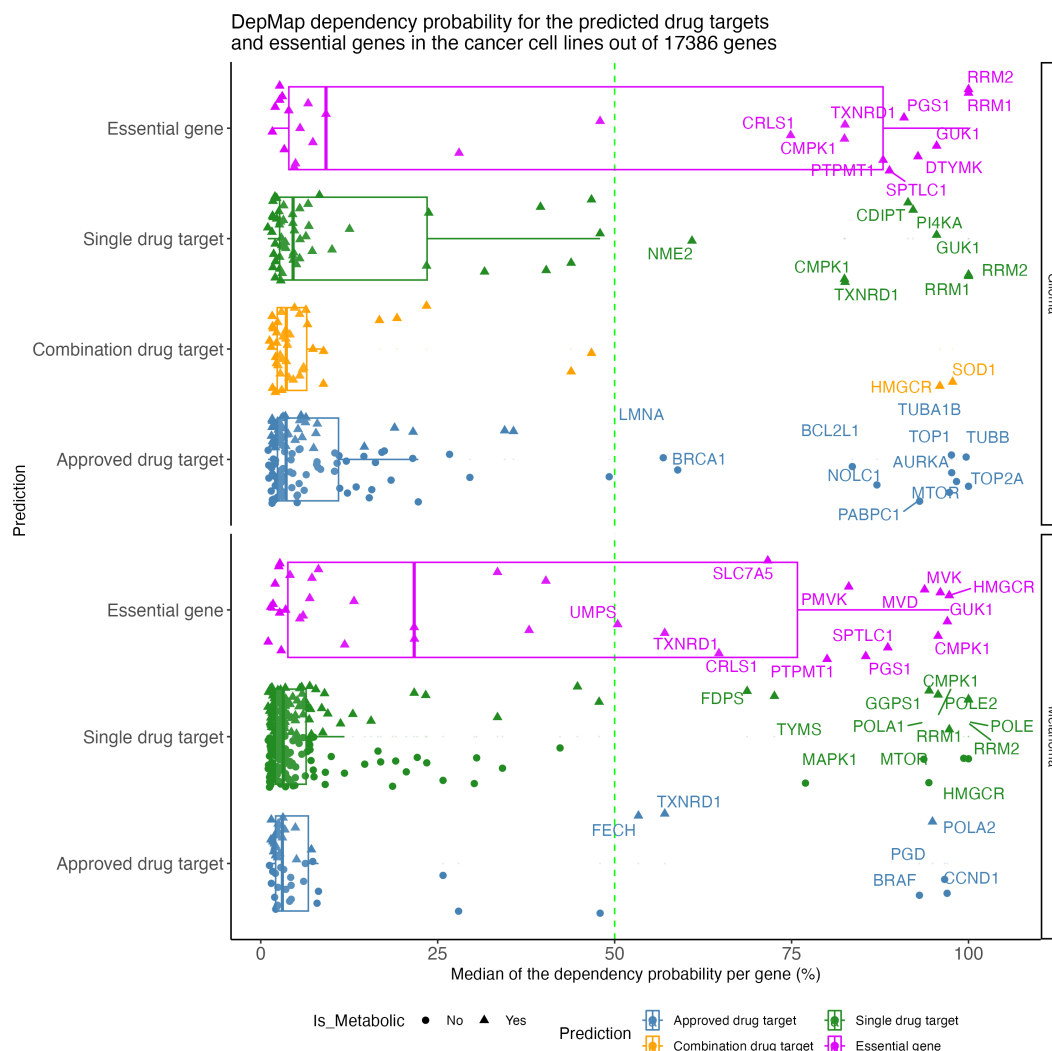 DepMap dependency probability for the predicted drug targets
and essential genes in the cancer cell lines out of 17386 genes
Prediction
Essential gene
RRM2
RRM1
PGS1
TXNRD1
CRLS1
GUK1
CMPK1
DTYMK
PTPMT1
SPTLC1
Single drug target
CDIPT
PI4KA
GUK1
NME2
CMPK1
RRM2
RRM1
TXNRD1
Combination drug target
SOD1
HMGCR
Approved drug target
TUBA1B
LMNA
BCL2L1
TOP1
TUBB
BRCA1
AURKA
NOLC1
TOP2A
MTOR
PABPC1
Essential gene
SLC7A5
MVK
HMGCR
PMVK
MVD
UMPS
GUK1
SPTLC1
TXNRD1
CMPK1
CRLS1
PTPMT1
PGS1
Single drug target
CMPK1
FDPS
GGPS1
POLE2
TYMS
POLA1
POLE
RRM1
RRM2
MAPK1
MTOR
HMGCR
Approved drug target
TXNRD1
FECH
POLA2
PGD
BRAF
CCND1
0 25 50 75 100
Median of the dependency probability per gene (%)
Is_Metabolic No Yes
Prediction
Approved drug target
Single drug target
Combination drug target
Essential gene